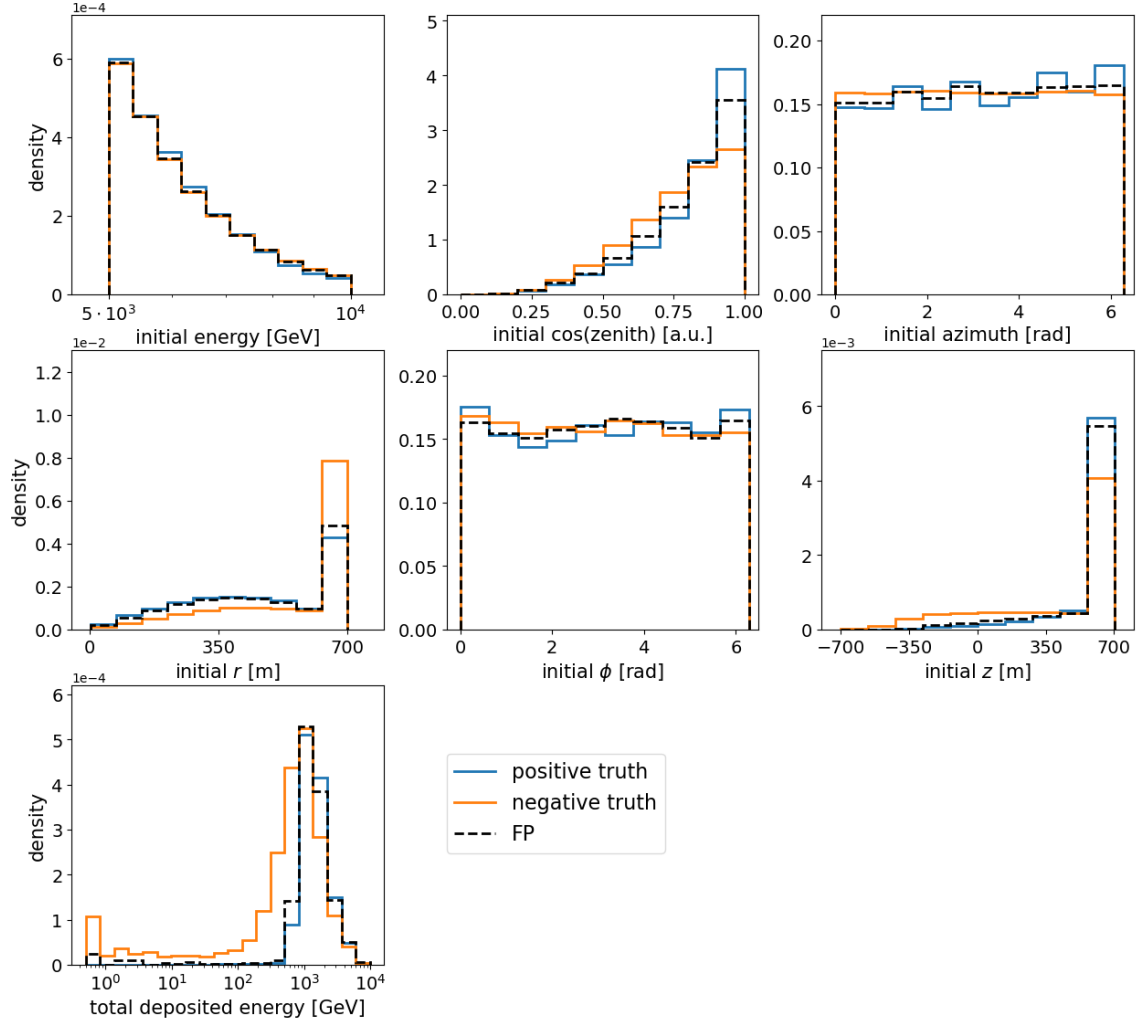 1e−4
density
6
4
2
0
5 · 10³ 10⁴
initial energy [GeV]
5
4
3
2
1
0
0.00 0.25 0.50 0.75 1.00
initial cos(zenith) [a.u.]
0.20
0.15
0.10
0.05
0.00
0 2 4 6
initial azimuth [rad]
1e−2
density
1.2
1.0
0.8
0.6
0.4
0.2
0.0
0 350 700
initial r [m]
0.20
0.15
0.10
0.05
0.00
0 2 4 6
initial ϕ [rad]
1e−3
6
4
2
0
−700 −350 0 350 700
initial z [m]
1e−4
density
6
5
4
3
2
1
0
10⁰ 10¹ 10² 10³ 10⁴
total deposited energy [GeV]
positive truth
negative truth
FP